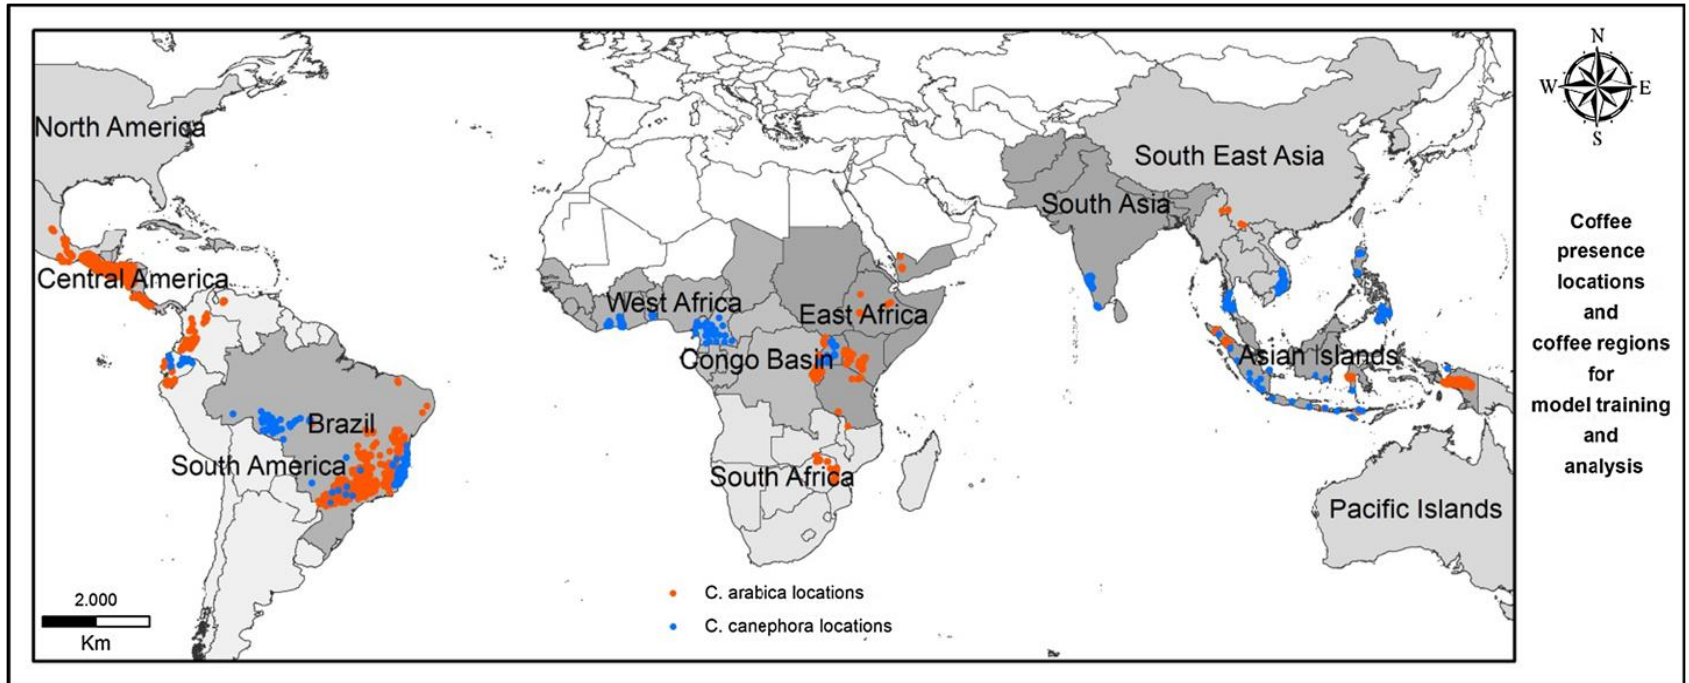 N
W E
S
North America
South East Asia
South Asia
Central America
West Africa
East Africa
Congo Basin
Asian Islands
Brazil
South America
South Africa
Pacific Islands
C. arabica locations
C. canephora locations
2.000
Km
Coffee
presence
locations
and
coffee regions
for
model training
and
analysis